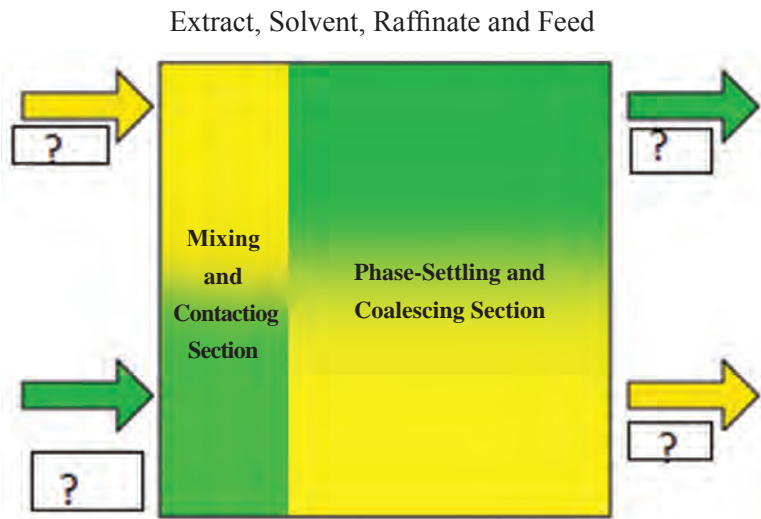 Extract, Solvent, Raffinate and Feed
?
?
Mixing
and
Contactiog
Section
Phase-Settling and
Coalescing Section
?
?